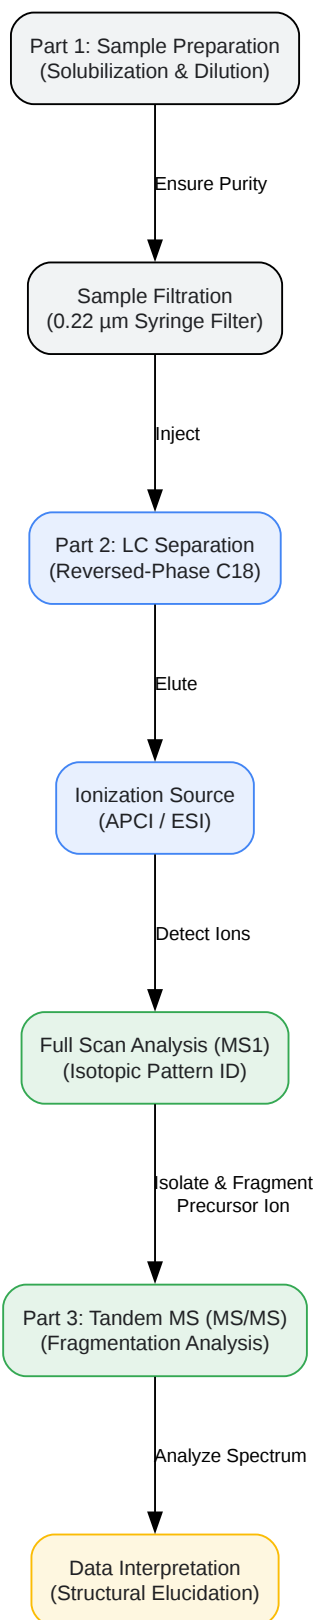 Part 1: Sample Preparation
(Solubilization & Dilution)
Ensure Purity
Sample Filtration
(0.22 µm Syringe Filter)
Inject
Part 2: LC Separation
(Reversed-Phase C18)
Elute
Ionization Source
(APCI / ESI)
Detect Ions
Full Scan Analysis (MS1)
(Isotopic Pattern ID)
Isolate & Fragment
Precursor Ion
Part 3: Tandem MS (MS/MS)
(Fragmentation Analysis)
Analyze Spectrum
Data Interpretation
(Structural Elucidation)